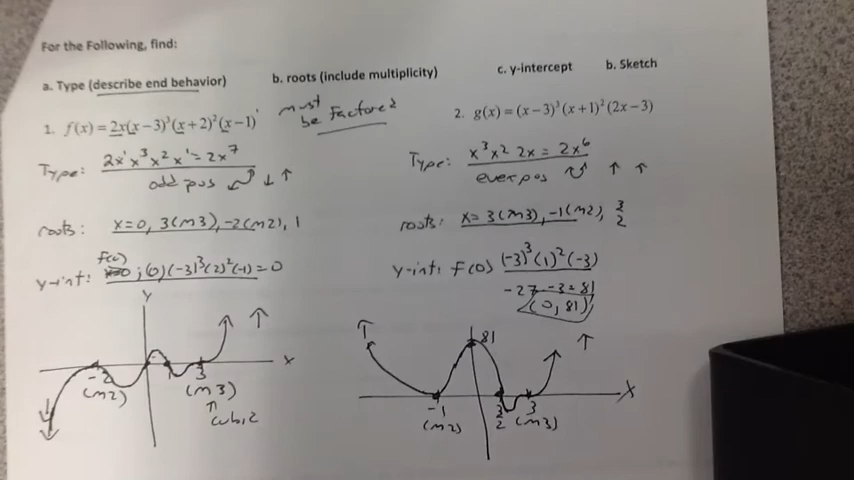 For the Following, find:
a. Type (describe end behavior) b. roots (include multiplicity) c. y-intercept b. Sketch
1. f(x) = 2x(x−3)³(x+2)²(x−1)¹ must be factored
Type: 2x¹x³x²x¹ = 2x⁷
odd pos ↓ ↑
roots: x=0, 3(m3), -2(m2), 1
y-int: f(0) ; (0)(-3)³(2)²(-1) = 0
Y
X
-2 1 3
(m2) (m3)
↑
cubic
2. g(x) = (x−3)³(x+1)²(2x−3)
Type: x³x² 2x = 2x⁶
even pos ↑ ↑
roots: x = 3(m3), -1(m2), 3/2
y-int: f(0) (-3)³(1)²(-3)
-27 · -3 = 81
(0, 81)
81
X
-1 3/2 3
(m2) (m3)